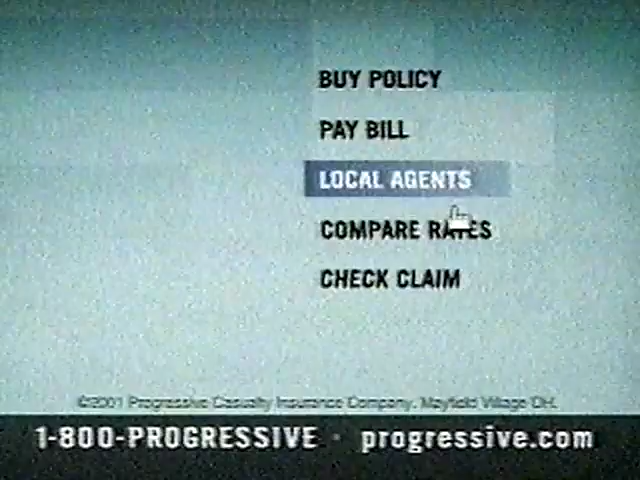 BUY POLICY
PAY BILL
LOCAL AGENTS
COMPARE RATES
CHECK CLAIM
©2001 Progressive Casualty Insurance Company. Mayfield Village OH.
1-800-PROGRESSIVE · progressive.com